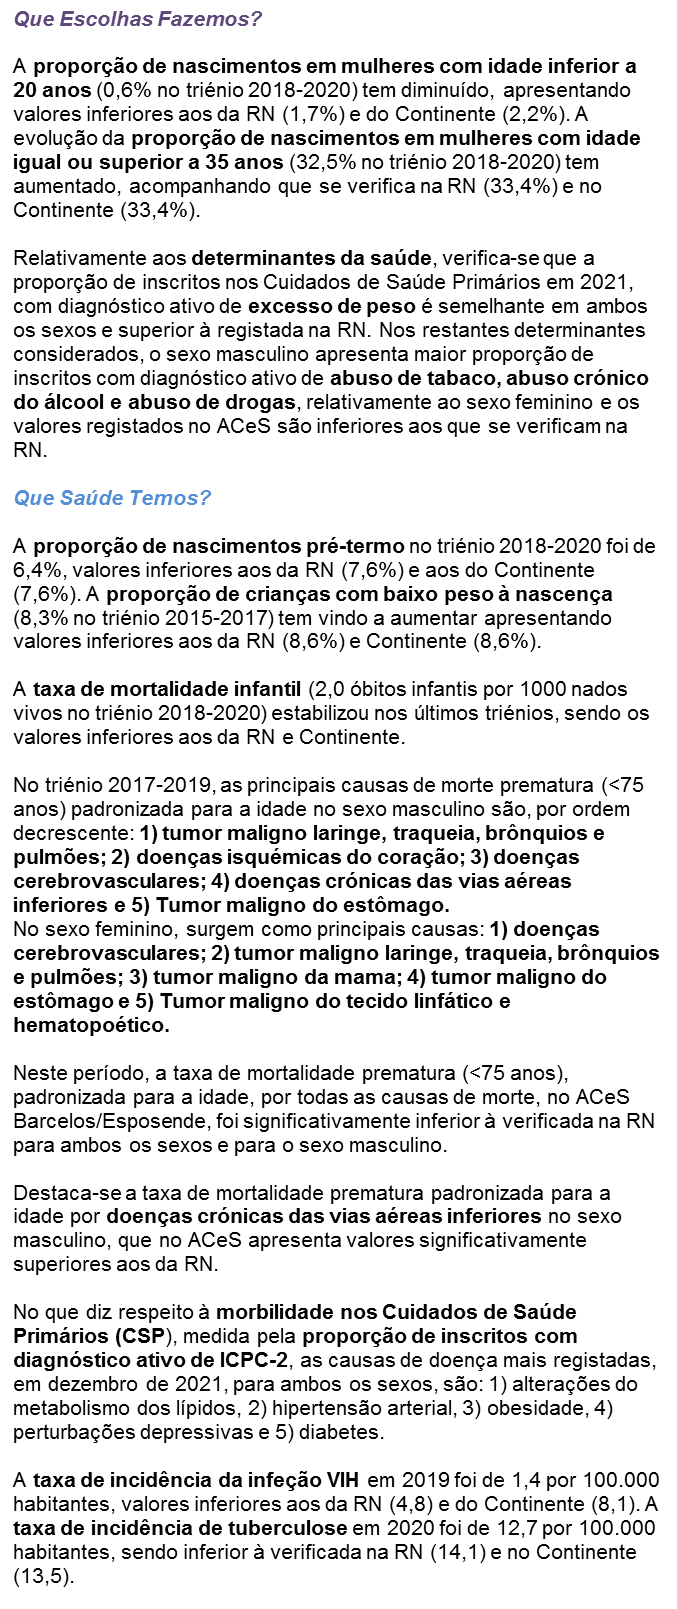 Que Escolhas Fazemos?
A proporção de nascimentos em mulheres com idade inferior a
20 anos (0,6% no triénio 2018-2020) tem diminuído, apresentando
valores inferiores aos da RN (1,7%) e do Continente (2,2%). A
evolução da proporção de nascimentos em mulheres com idade
igual ou superior a 35 anos (32,5% no triénio 2018-2020) tem
aumentado, acompanhando que se verifica na RN (33,4%) e no
Continente (33,4%).
Relativamente aos determinantes da saúde, verifica-se que a
proporção de inscritos nos Cuidados de Saúde Primários em 2021,
com diagnóstico ativo de excesso de peso é semelhante em ambos
os sexos e superior à registada na RN. Nos restantes determinantes
considerados, o sexo masculino apresenta maior proporção de
inscritos com diagnóstico ativo de abuso de tabaco, abuso crónico
do álcool e abuso de drogas, relativamente ao sexo feminino e os
valores registados no ACeS são inferiores aos que se verificam na
RN.
Que Saúde Temos?
A proporção de nascimentos pré-termo no triénio 2018-2020 foi de
6,4%, valores inferiores aos da RN (7,6%) e aos do Continente
(7,6%). A proporção de crianças com baixo peso à nascença
(8,3% no triénio 2015-2017) tem vindo a aumentar apresentando
valores inferiores aos da RN (8,6%) e Continente (8,6%).
A taxa de mortalidade infantil (2,0 óbitos infantis por 1000 nados
vivos no triénio 2018-2020) estabilizou nos últimos triénios, sendo os
valores inferiores aos da RN e Continente.
No triénio 2017-2019, as principais causas de morte prematura (<75
anos) padronizada para a idade no sexo masculino são, por ordem
decrescente: 1) tumor maligno laringe, traqueia, brônquios e
pulmões; 2) doenças isquémicas do coração; 3) doenças
cerebrovasculares; 4) doenças crónicas das vias aéreas
inferiores e 5) Tumor maligno do estômago.
No sexo feminino, surgem como principais causas: 1) doenças
cerebrovasculares; 2) tumor maligno laringe, traqueia, brônquios
e pulmões; 3) tumor maligno da mama; 4) tumor maligno do
estômago e 5) Tumor maligno do tecido linfático e
hematopoético.
Neste período, a taxa de mortalidade prematura (<75 anos),
padronizada para a idade, por todas as causas de morte, no ACeS
Barcelos/Esposende, foi significativamente inferior à verificada na RN
para ambos os sexos e para o sexo masculino.
Destaca-se a taxa de mortalidade prematura padronizada para a
idade por doenças crónicas das vias aéreas inferiores no sexo
masculino, que no ACeS apresenta valores significativamente
superiores aos da RN.
No que diz respeito à morbilidade nos Cuidados de Saúde
Primários (CSP), medida pela proporção de inscritos com
diagnóstico ativo de ICPC-2, as causas de doença mais registadas,
em dezembro de 2021, para ambos os sexos, são: 1) alterações do
metabolismo dos lípidos, 2) hipertensão arterial, 3) obesidade, 4)
perturbações depressivas e 5) diabetes.
A taxa de incidência da infeção VIH em 2019 foi de 1,4 por 100.000
habitantes, valores inferiores aos da RN (4,8) e do Continente (8,1). A
taxa de incidência de tuberculose em 2020 foi de 12,7 por 100.000
habitantes, sendo inferior à verificada na RN (14,1) e no Continente
(13,5).